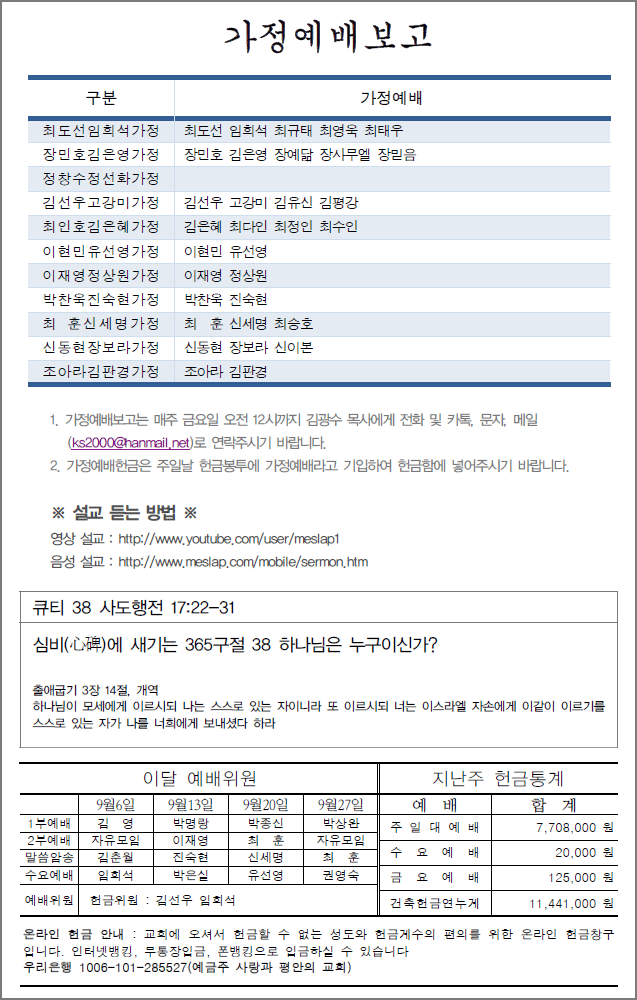 가정예배보고
구분 가정예배
최도선임희석가정 최도선 임희석 최규태 최영욱 최태우
장민호김은영가정 장민호 김은영 장예닮 장사무엘 장믿음
정창수정선화가정
김선우고강미가정 김선우 고강미 김유신 김평강
최인호김은혜가정 김은혜 최다인 최정인 최수인
이현민유선영가정 이현민 유선영
이재영정상원가정 이재영 정상원
박찬욱진숙현가정 박찬욱 진숙현
최 훈신세명가정 최 훈 신세명 최승호
신동현장보라가정 신동현 장보라 신이본
조아라김판경가정 조아라 김판경
1. 가정예배보고는 매주 금요일 오전 12시까지 김광수 목사에게 전화 및 카톡, 문자, 메일
(ks2000@hanmail.net)로 연락주시기 바랍니다.
2. 가정예배헌금은 주일날 헌금봉투에 가정예배라고 기입하여 헌금함에 넣어주시기 바랍니다.
※ 설교 듣는 방법 ※
영상 설교 : http://www.youtube.com/user/meslap1
음성 설교 : http://www.meslap.com/mobile/sermon.htm
큐티 38 사도행전 17:22-31
심비(心碑)에 새기는 365구절 38 하나님은 누구이신가?
출애굽기 3장 14절, 개역
하나님이 모세에게 이르시되 나는 스스로 있는 자이니라 또 이르시되 너는 이스라엘 자손에게 이같이 이르기를
스스로 있는 자가 나를 너희에게 보내셨다 하라
이달 예배위원
9월6일 9월13일 9월20일 9월27일
1부예배 김 영 박명랑 박종신 박상완
2부예배 자유모임 이재영 최 훈 자유모임
말씀암송 김춘월 진숙현 신세명 최 훈
수요예배 임희석 박은실 유선영 권영숙
예배위원 헌금위원 : 김선우 임희석
지난주 헌금통계
예 배 합 계
주 일 대 예 배 7,708,000 원
수 요 예 배 20,000 원
금 요 예 배 125,000 원
건축헌금연누계 11,441,000 원
온라인 헌금 안내 : 교회에 오셔서 헌금할 수 없는 성도와 헌금계수의 편의를 위한 온라인 헌금창구
입니다. 인터넷뱅킹, 무통장입금, 폰뱅킹으로 입금하실 수 있습니다
우리은행 1006-101-285527(예금주 사랑과 평안의 교회)